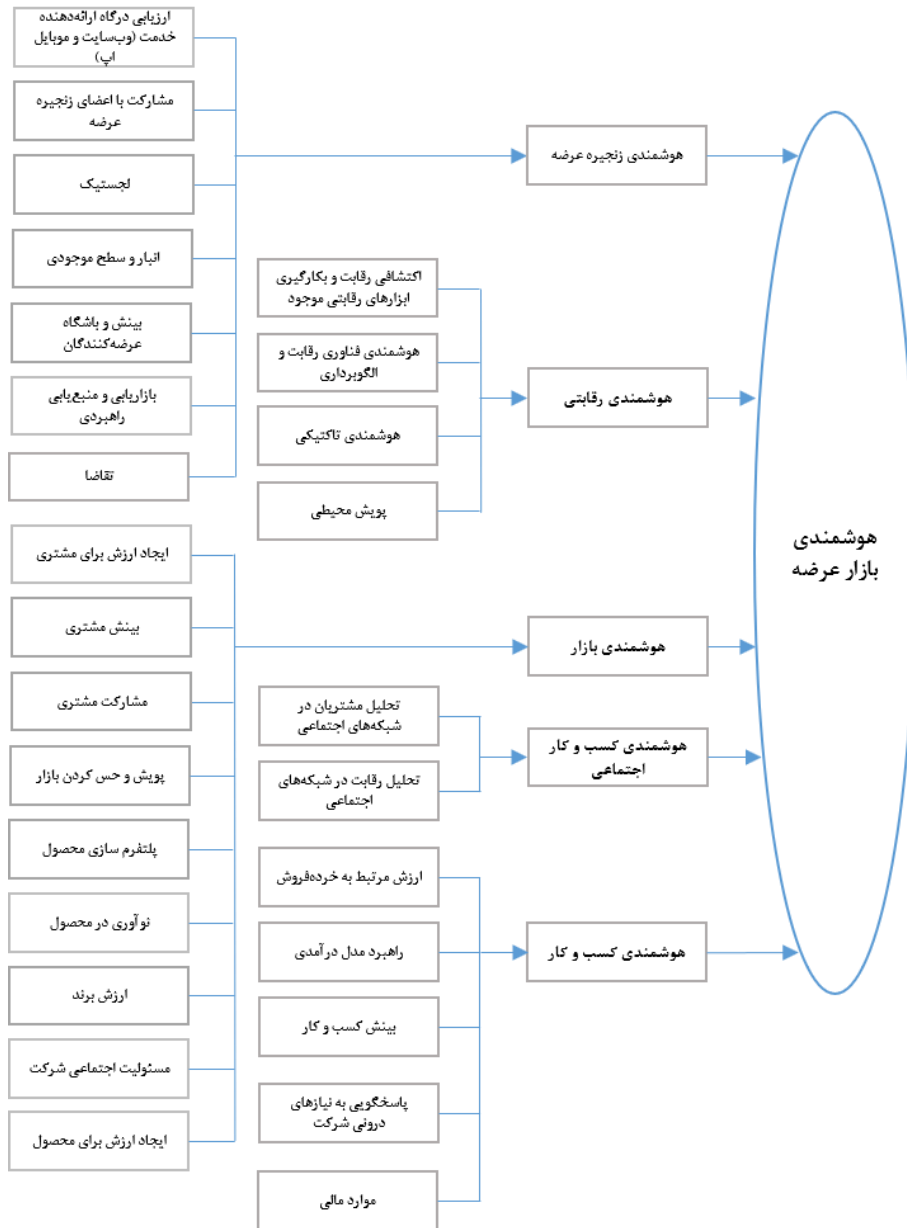 هوشمندی
بازار عرضه
هوشمندی زنجیره عرضه
ارزیابی درگاه ارائه‌دهنده
خدمت (وب‌سایت و موبایل
اپ)
مشارکت با اعضای زنجیره
عرضه
لجستیک
انبار و سطح موجودی
بینش و باشگاه
عرضه‌کنندگان
بازاریابی و منبع‌یابی
راهبردی
تقاضا
هوشمندی رقابتی
اکتشافی رقابت و بکارگیری
ابزارهای رقابتی موجود
هوشمندی فناوری رقابت و
الگوبرداری
هوشمندی تاکتیکی
پویش محیطی
هوشمندی بازار
ایجاد ارزش برای مشتری
بینش مشتری
مشارکت مشتری
پویش و حس کردن بازار
پلتفرم سازی محصول
نوآوری در محصول
ارزش برند
مسئولیت اجتماعی شرکت
ایجاد ارزش برای محصول
هوشمندی کسب و کار
اجتماعی
تحلیل مشتریان در
شبکه‌های اجتماعی
تحلیل رقابت در شبکه‌های
اجتماعی
هوشمندی کسب و کار
ارزش مرتبط به خرده‌فروش
راهبرد مدل درآمدی
بینش کسب و کار
پاسخگویی به نیازهای
درونی شرکت
موارد مالی